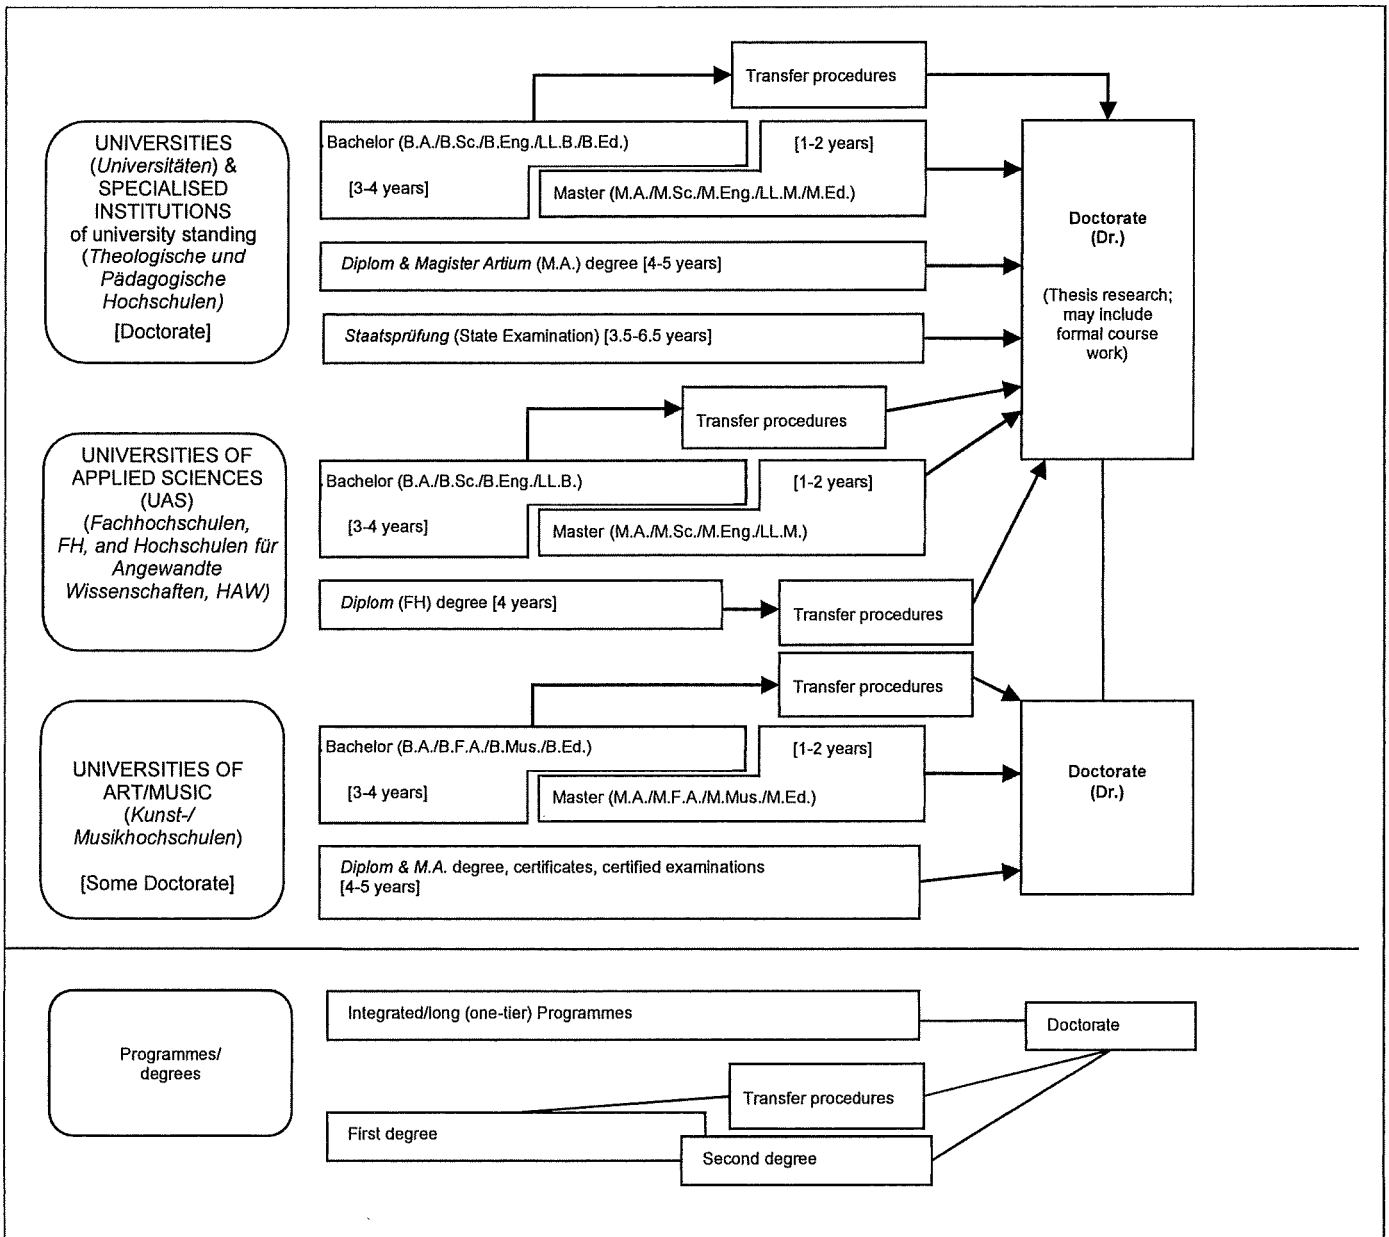 Transfer procedures
UNIVERSITIES
(Universitäten) &
SPECIALISED
INSTITUTIONS
of university standing
(Theologische und
Pädagogische
Hochschulen)
[Doctorate]
Bachelor (B.A./B.Sc./B.Eng./LL.B./B.Ed.)
[3-4 years]
[1-2 years]
Master (M.A./M.Sc./M.Eng./LL.M./M.Ed.)
Diplom & Magister Artium (M.A.) degree [4-5 years]
Staatsprüfung (State Examination) [3.5-6.5 years]
Doctorate
(Dr.)
(Thesis research;
may include
formal course
work)
Transfer procedures
UNIVERSITIES OF
APPLIED SCIENCES
(UAS)
(Fachhochschulen,
FH, and Hochschulen für
Angewandte
Wissenschaften, HAW)
Bachelor (B.A./B.Sc./B.Eng./LL.B.)
[3-4 years]
[1-2 years]
Master (M.A./M.Sc./M.Eng./LL.M.)
Diplom (FH) degree [4 years]
Transfer procedures
Transfer procedures
UNIVERSITIES OF
ART/MUSIC
(Kunst-/
Musikhochschulen)
[Some Doctorate]
Bachelor (B.A./B.F.A./B.Mus./B.Ed.)
[3-4 years]
[1-2 years]
Master (M.A./M.F.A./M.Mus./M.Ed.)
Diplom & M.A. degree, certificates, certified examinations
[4-5 years]
Doctorate
(Dr.)
Programmes/
degrees
Integrated/long (one-tier) Programmes
Doctorate
Transfer procedures
First degree
Second degree